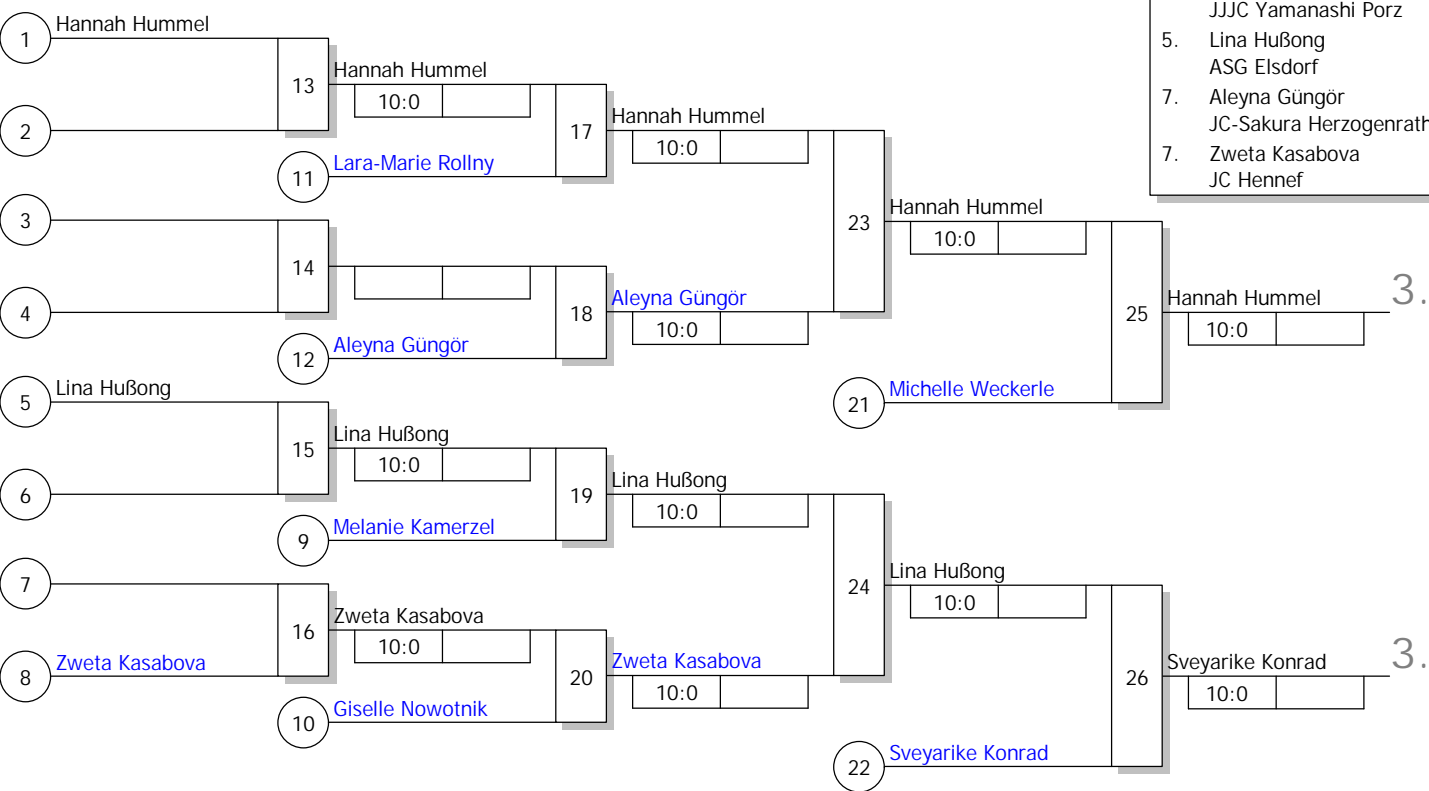 JJJC Yamanashi Porz
5. Lina Hußong
ASG Elsdorf
7. Aleyna Güngör
JC-Sakura Herzogenrath
7. Zweta Kasabova
JC Hennef
1 Hannah Hummel
13 Hannah Hummel
10:0
2
17 Hannah Hummel
10:0
11 Lara-Marie Rollny
3
23 Hannah Hummel
10:0
14
4
18 Aleyna Güngör
10:0
12 Aleyna Güngör
25 Hannah Hummel 3.
10:0
5 Lina Hußong
21 Michelle Weckerle
15 Lina Hußong
10:0
6
19 Lina Hußong
10:0
9 Melanie Kamerzel
7
24 Lina Hußong
10:0
16 Zweta Kasabova
10:0
8 Zweta Kasabova
20 Zweta Kasabova
10:0
10 Giselle Nowotnik
26 Sveyarike Konrad 3.
10:0
22 Sveyarike Konrad